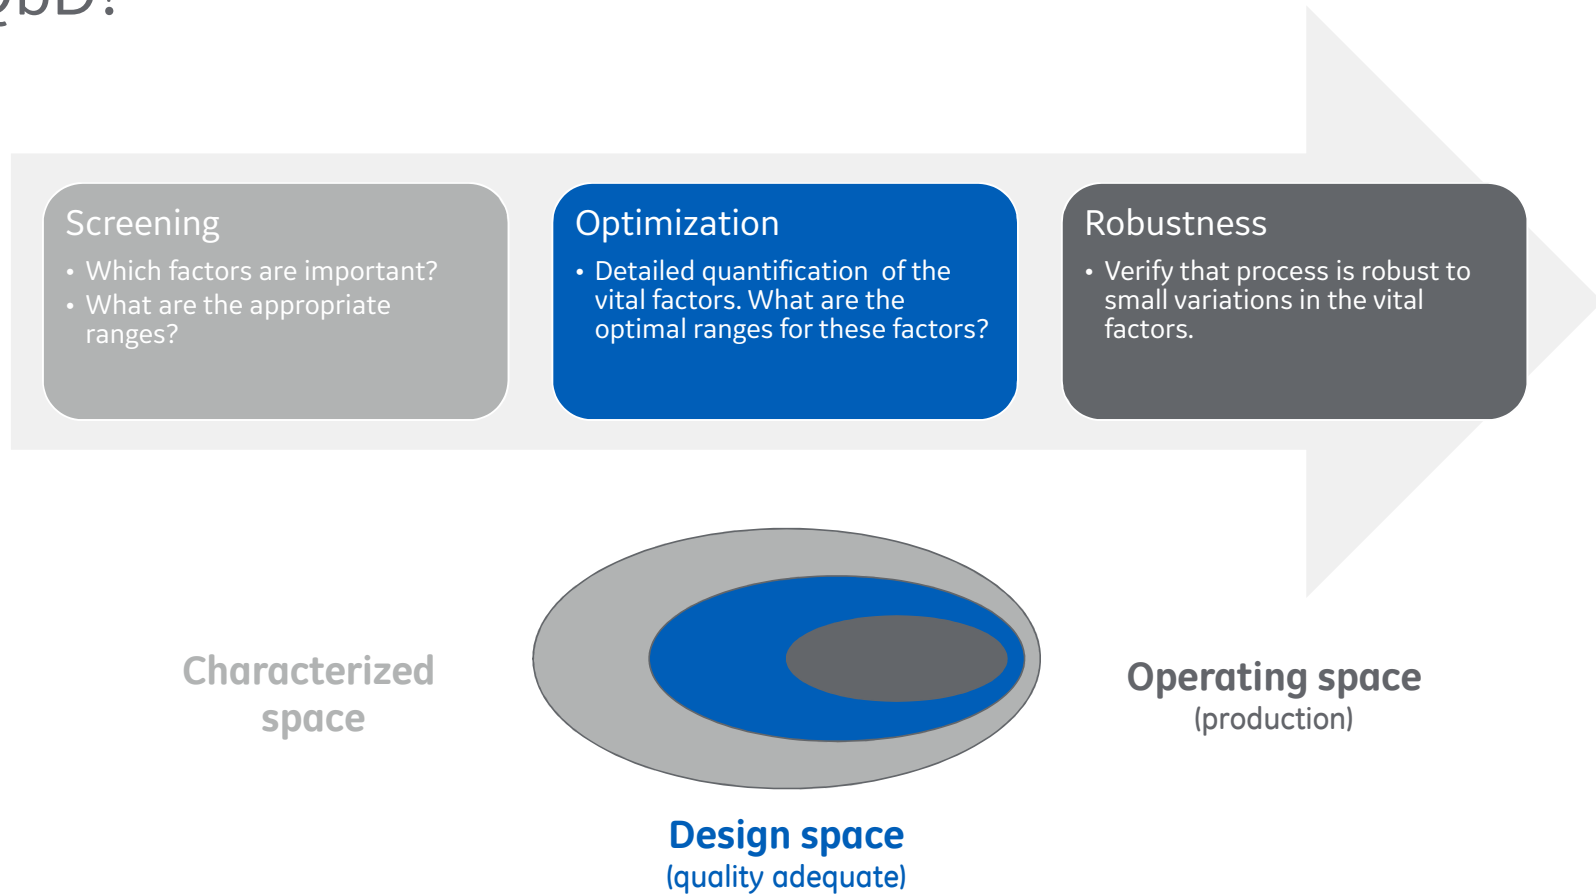 QbD?
Screening
• Which factors are important?
• What are the appropriate
ranges?
Optimization
• Detailed quantification  of the
vital factors. What are the
optimal ranges for these factors?
Robustness
• Verify that process is robust to
small variations in the vital
factors.
Characterized
space
Operating space
(production)
Design space
(quality adequate)